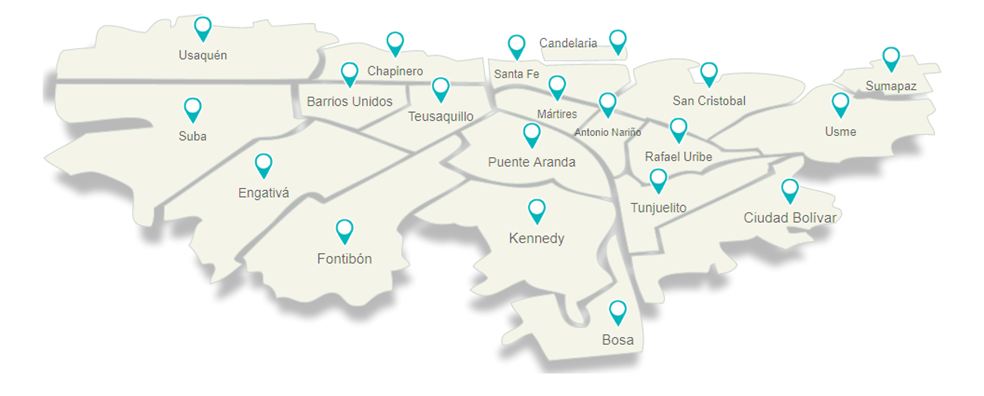 Usaquén
Chapinero
Santa Fe
Candelaria
Sumapaz
Barrios Unidos
Teusaquillo
Mártires
San Cristobal
Suba
Antonio Nariño
Usme
Engativá
Puente Aranda
Rafael Uribe
Tunjuelito
Ciudad Bolívar
Fontibón
Kennedy
Bosa